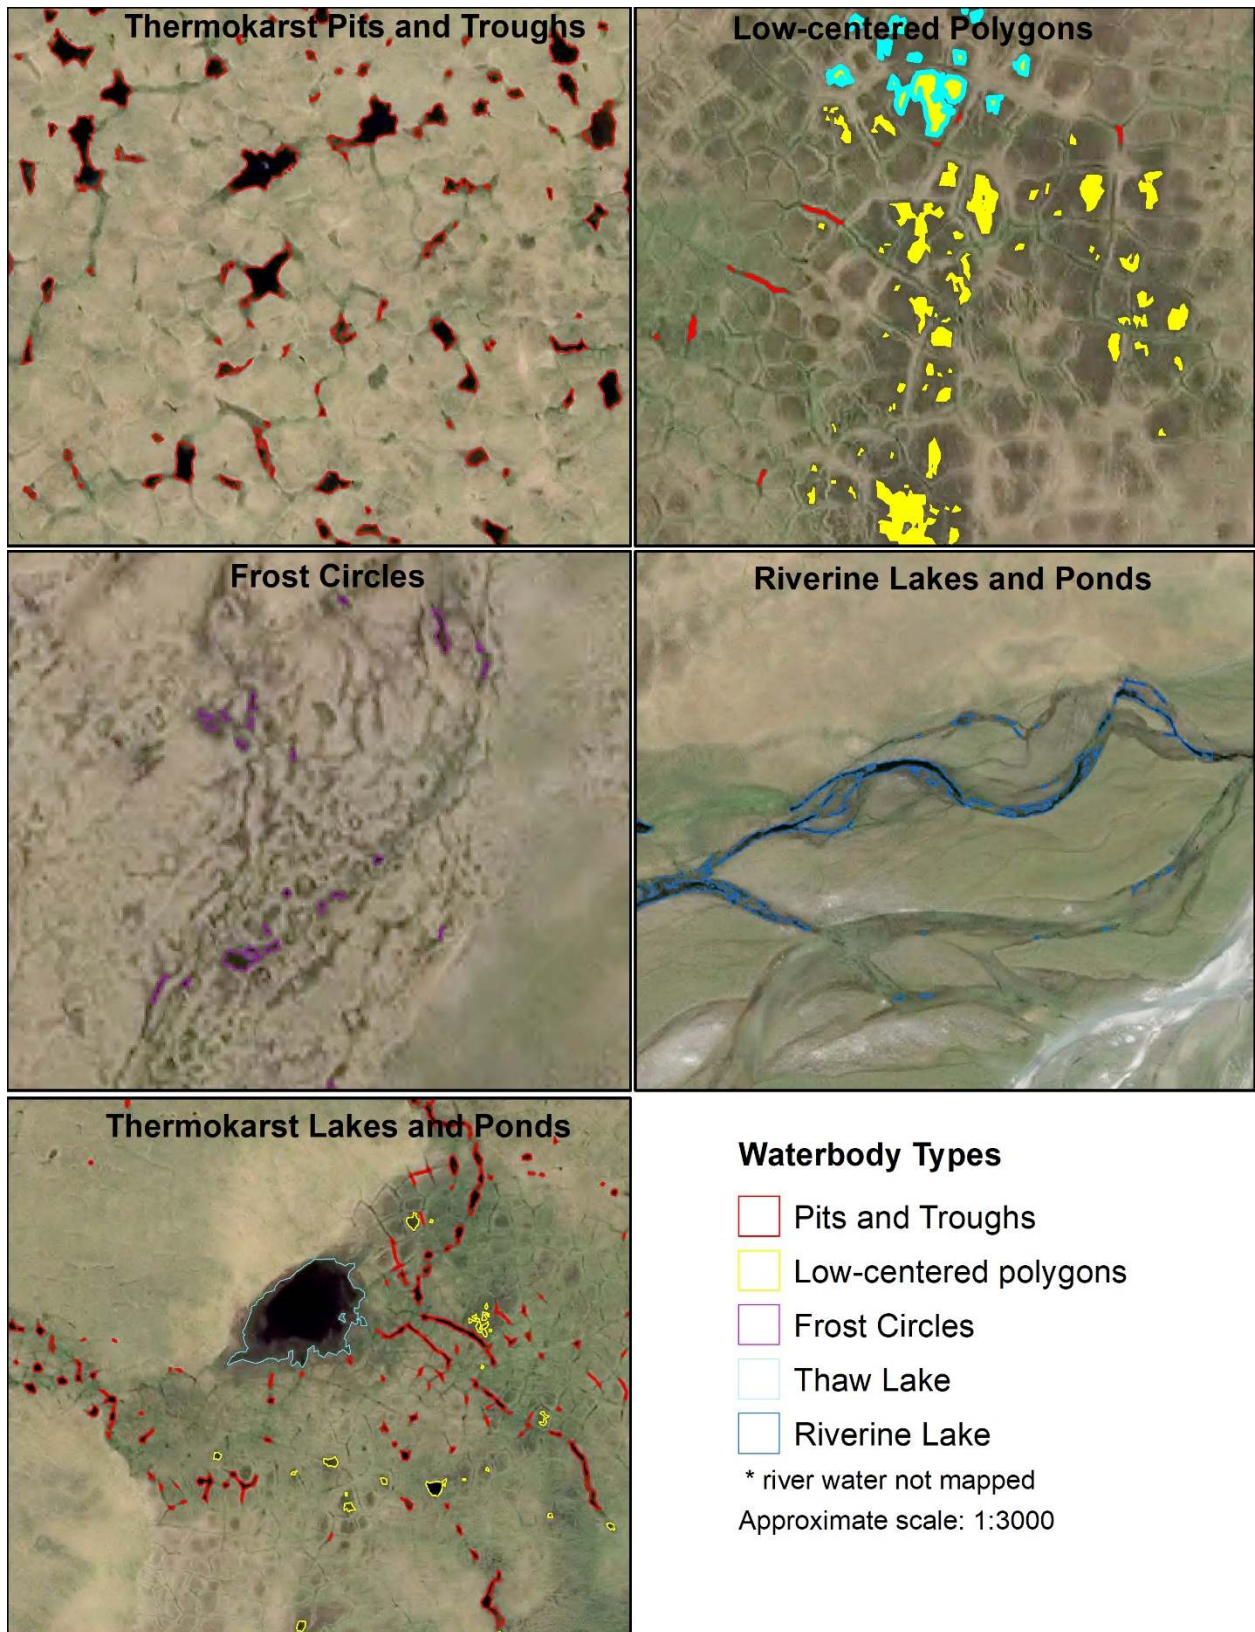 Thermokarst Pits and Troughs
Low-centered Polygons
Frost Circles
Riverine Lakes and Ponds
Thermokarst Lakes and Ponds
Waterbody Types
Pits and Troughs
Low-centered polygons
Frost Circles
Thaw Lake
Riverine Lake
* river water not mapped
Approximate scale: 1:3000